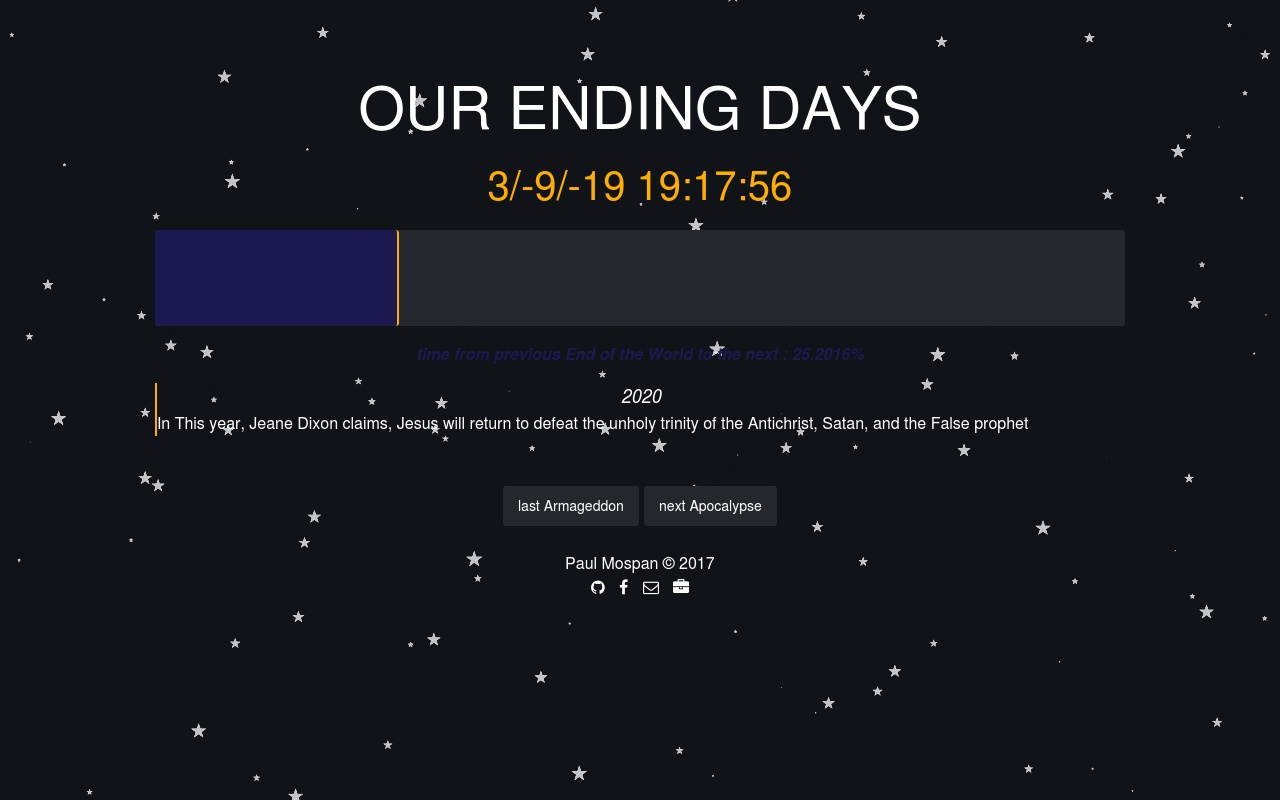 OUR ENDING DAYS
3/-9/-19 19:17:56
time from previous End of the World to the next : 25.2016%
2020
In This year, Jeane Dixon claims, Jesus will return to defeat the unholy trinity of the Antichrist, Satan, and the False prophet
last Armageddon next Apocalypse
Paul Mospan © 2017